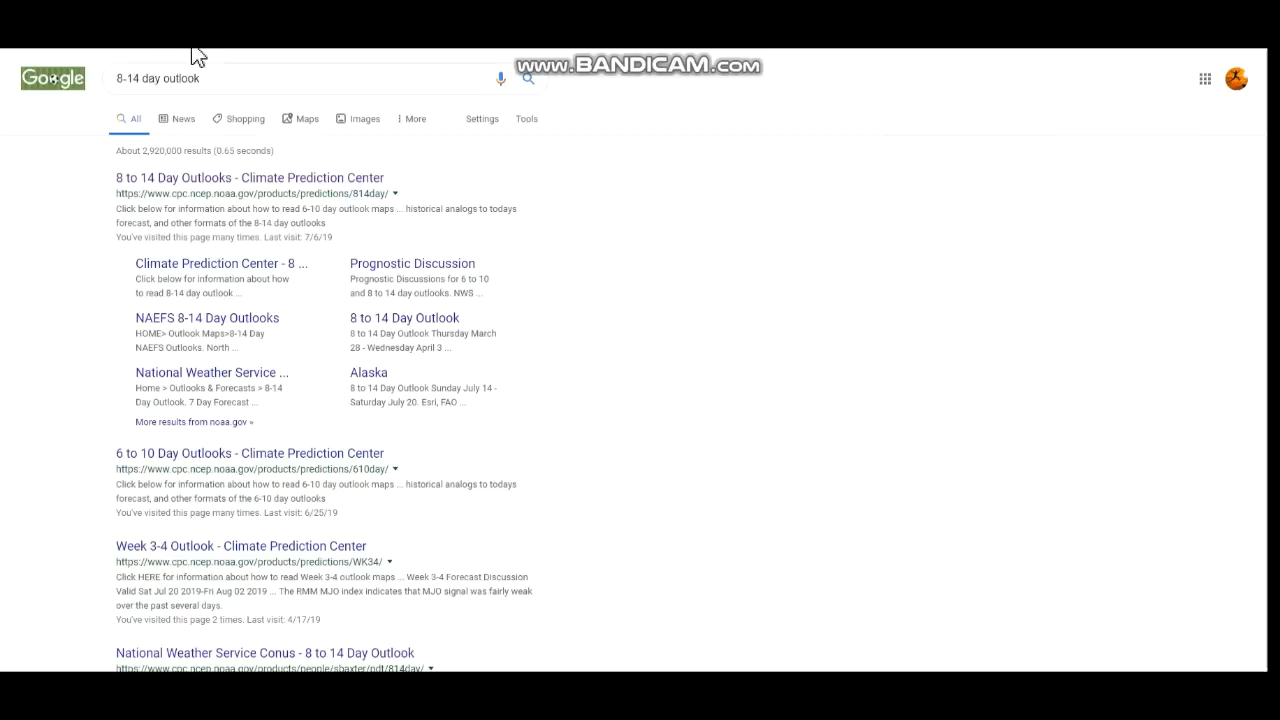 www.BANDICAM.com
Google
8-14 day outlook
All News Shopping Maps Images More Settings Tools
About 2,920,000 results (0.65 seconds)
8 to 14 Day Outlooks - Climate Prediction Center
https://www.cpc.ncep.noaa.gov/products/predictions/814day/
Click below for information about how to read 6-10 day outlook maps ... historical analogs to todays
forecast, and other formats of the 8-14 day outlooks
You've visited this page many times. Last visit: 7/6/19
Climate Prediction Center - 8 ...
Click below for information about how
to read 8-14 day outlook ...
Prognostic Discussion
Prognostic Discussions for 6 to 10
and 8 to 14 day outlooks. NWS ...
NAEFS 8-14 Day Outlooks
HOME> Outlook Maps>8-14 Day
NAEFS Outlooks. North ...
8 to 14 Day Outlook
8 to 14 Day Outlook Thursday March
28 - Wednesday April 3 ...
National Weather Service ...
Home > Outlooks & Forecasts > 8-14
Day Outlook. 7 Day Forecast ...
Alaska
8 to 14 Day Outlook Sunday July 14 -
Saturday July 20. Esri, FAO ...
More results from noaa.gov »
6 to 10 Day Outlooks - Climate Prediction Center
https://www.cpc.ncep.noaa.gov/products/predictions/610day/
Click below for information about how to read 6-10 day outlook maps ... historical analogs to todays
forecast, and other formats of the 6-10 day outlooks
You've visited this page many times. Last visit: 6/25/19
Week 3-4 Outlook - Climate Prediction Center
https://www.cpc.ncep.noaa.gov/products/predictions/WK34/
Click HERE for information about how to read Week 3-4 outlook maps ... Week 3-4 Forecast Discussion
Valid Sat Jul 20 2019-Fri Aug 02 2019 ... The RMM MJO index indicates that MJO signal was fairly weak
over the past several days.
You've visited this page 2 times. Last visit: 4/17/19
National Weather Service Conus - 8 to 14 Day Outlook
https://www.cpc.ncep.noaa.gov/products/people/sbaxter/pdt/814day/